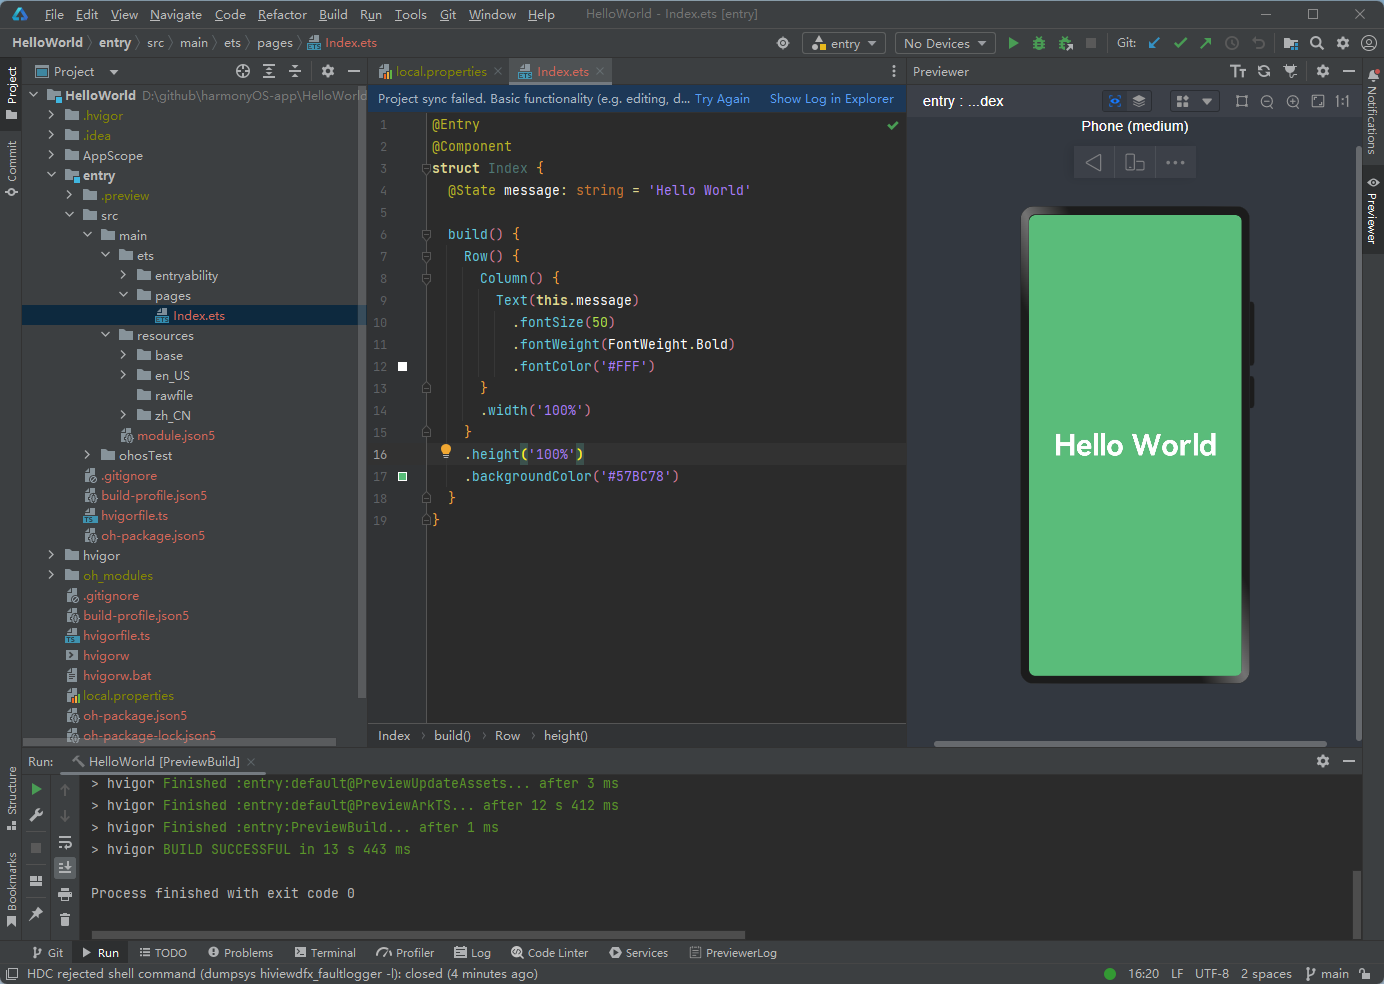 File Edit View Navigate Code Refactor Build Run Tools Git Window Help HelloWorld - Index.ets [entry]
HelloWorld entry src main ets pages Index.ets entry No Devices Git:
Project
Commit
Structure
Bookmarks
Project
HelloWorld D:\github\harmonyOS-app\HelloWorld
.hvigor
.idea
AppScope
entry
.preview
src
main
ets
entryability
pages
Index.ets
resources
base
en_US
rawfile
zh_CN
module.json5
ohosTest
.gitignore
build-profile.json5
hvigorfile.ts
oh-package.json5
hvigor
oh_modules
.gitignore
build-profile.json5
hvigorfile.ts
hvigorw
hvigorw.bat
local.properties
oh-package.json5
oh-package-lock.json5
local.properties Index.ets
Project sync failed. Basic functionality (e.g. editing, d... Try Again Show Log in Explorer
1 @Entry
2 @Component
3 struct Index {
4 @State message: string = 'Hello World'
5
6 build() {
7 Row() {
8 Column() {
9 Text(this.message)
10 .fontSize(50)
11 .fontWeight(FontWeight.Bold)
12 .fontColor('#FFF')
13 }
14 .width('100%')
15 }
16 .height('100%')
17 .backgroundColor('#57BC78')
18 }
19 }
Index build() Row height()
Previewer
entry : ...dex 1:1
Phone (medium)
Hello World
Notifications
Previewer
Run: HelloWorld [PreviewBuild]
> hvigor Finished :entry:default@PreviewUpdateAssets... after 3 ms
> hvigor Finished :entry:default@PreviewArkTS... after 12 s 412 ms
> hvigor Finished :entry:PreviewBuild... after 1 ms
> hvigor BUILD SUCCESSFUL in 13 s 443 ms
Process finished with exit code 0
Git Run TODO Problems Terminal Profiler Log Code Linter Services PreviewerLog
HDC rejected shell command (dumpsys hiviewdfx_faultlogger -l): closed (4 minutes ago) 16:20 LF UTF-8 2 spaces main